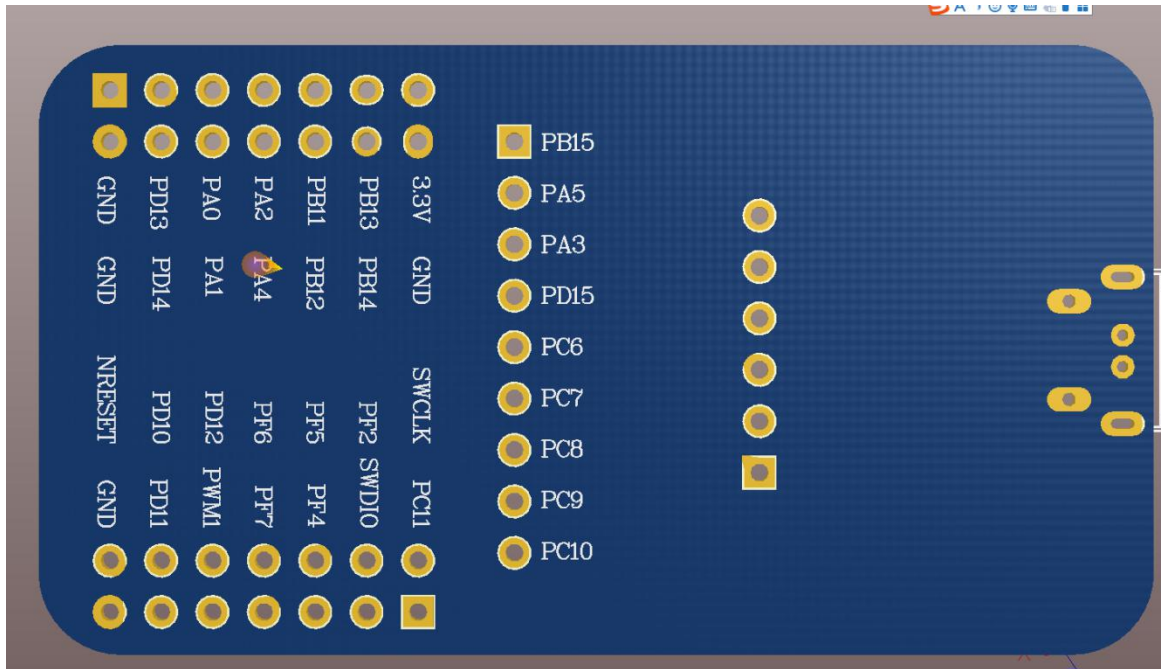 GND PD13 PA0 PA2 PB11 PB13 3.3V
GND PD14 PA1 PA4 PB12 PB14 GND
NRESET PD10 PD12 PF6 PF5 PF2 SWCLK
GND PD11 PWM1 PF7 PF4 SWDIO PC11
PB15
PA5
PA3
PD15
PC6
PC7
PC8
PC9
PC10